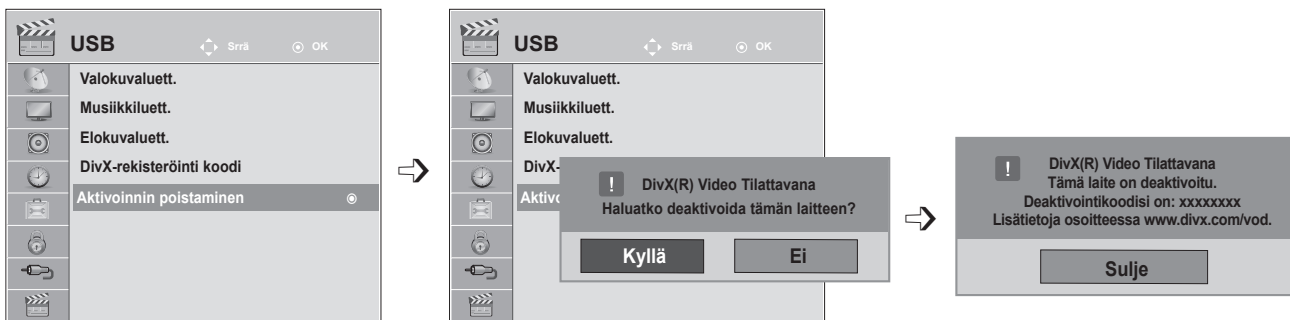 USB
Srrä
OK
Valokuvaluett.
Musiikkiluett.
Elokuvaluett.
DivX-rekisteröinti koodi
Aktivoinnin poistaminen
USB
Srrä
OK
Valokuvaluett.
Musiikkiluett.
Elokuvaluett.
DivX-
Aktivo
! DivX(R) Video Tilattavana
Haluatko deaktivoida tämän laitteen?
Kyllä
Ei
! DivX(R) Video Tilattavana
Tämä laite on deaktivoitu.
Deaktivointikoodisi on: xxxxxxxx
Lisätietoja osoitteessa www.divx.com/vod.
Sulje